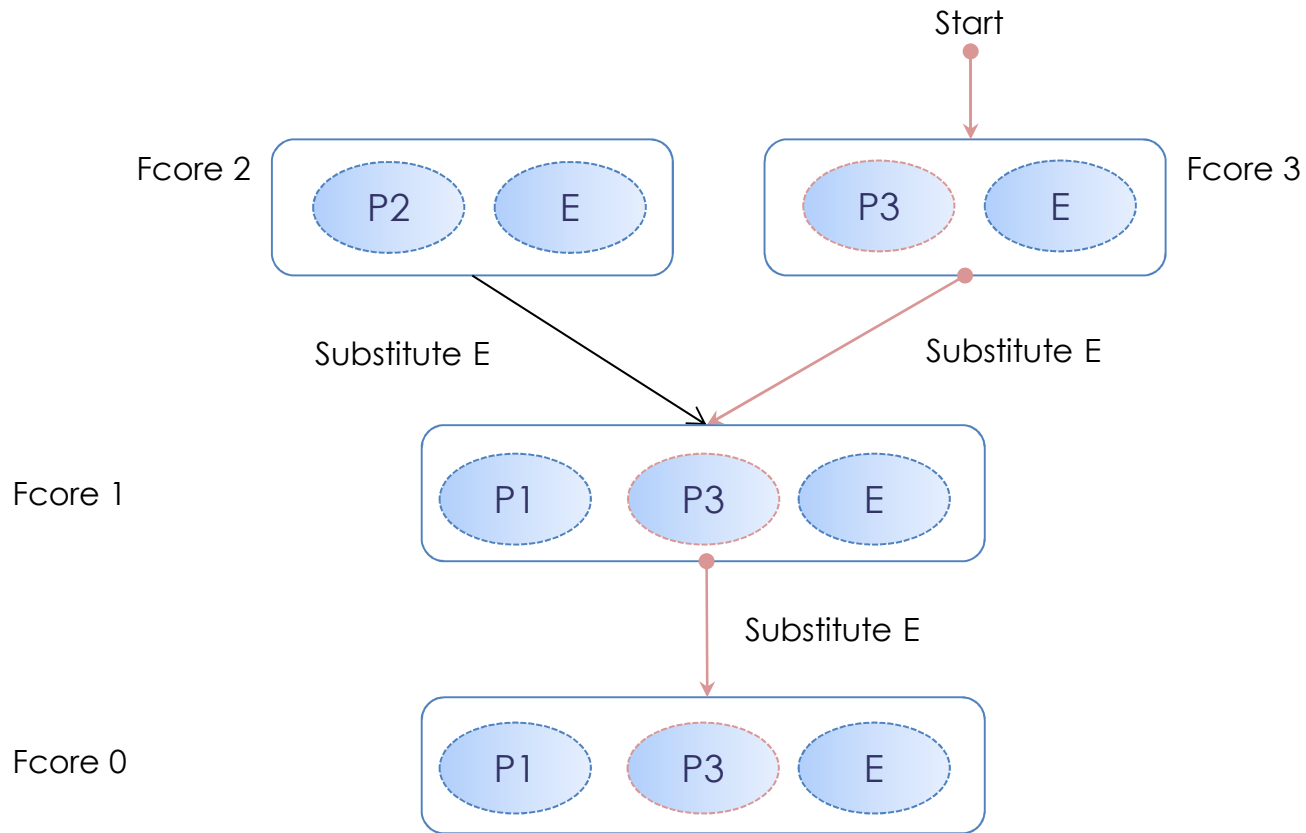 Start
Fcore 2
Fcore 3
P2
E
P3
E
Substitute E
Substitute E
Fcore 1
P1
P3
E
Substitute E
Fcore 0
P1
P3
E